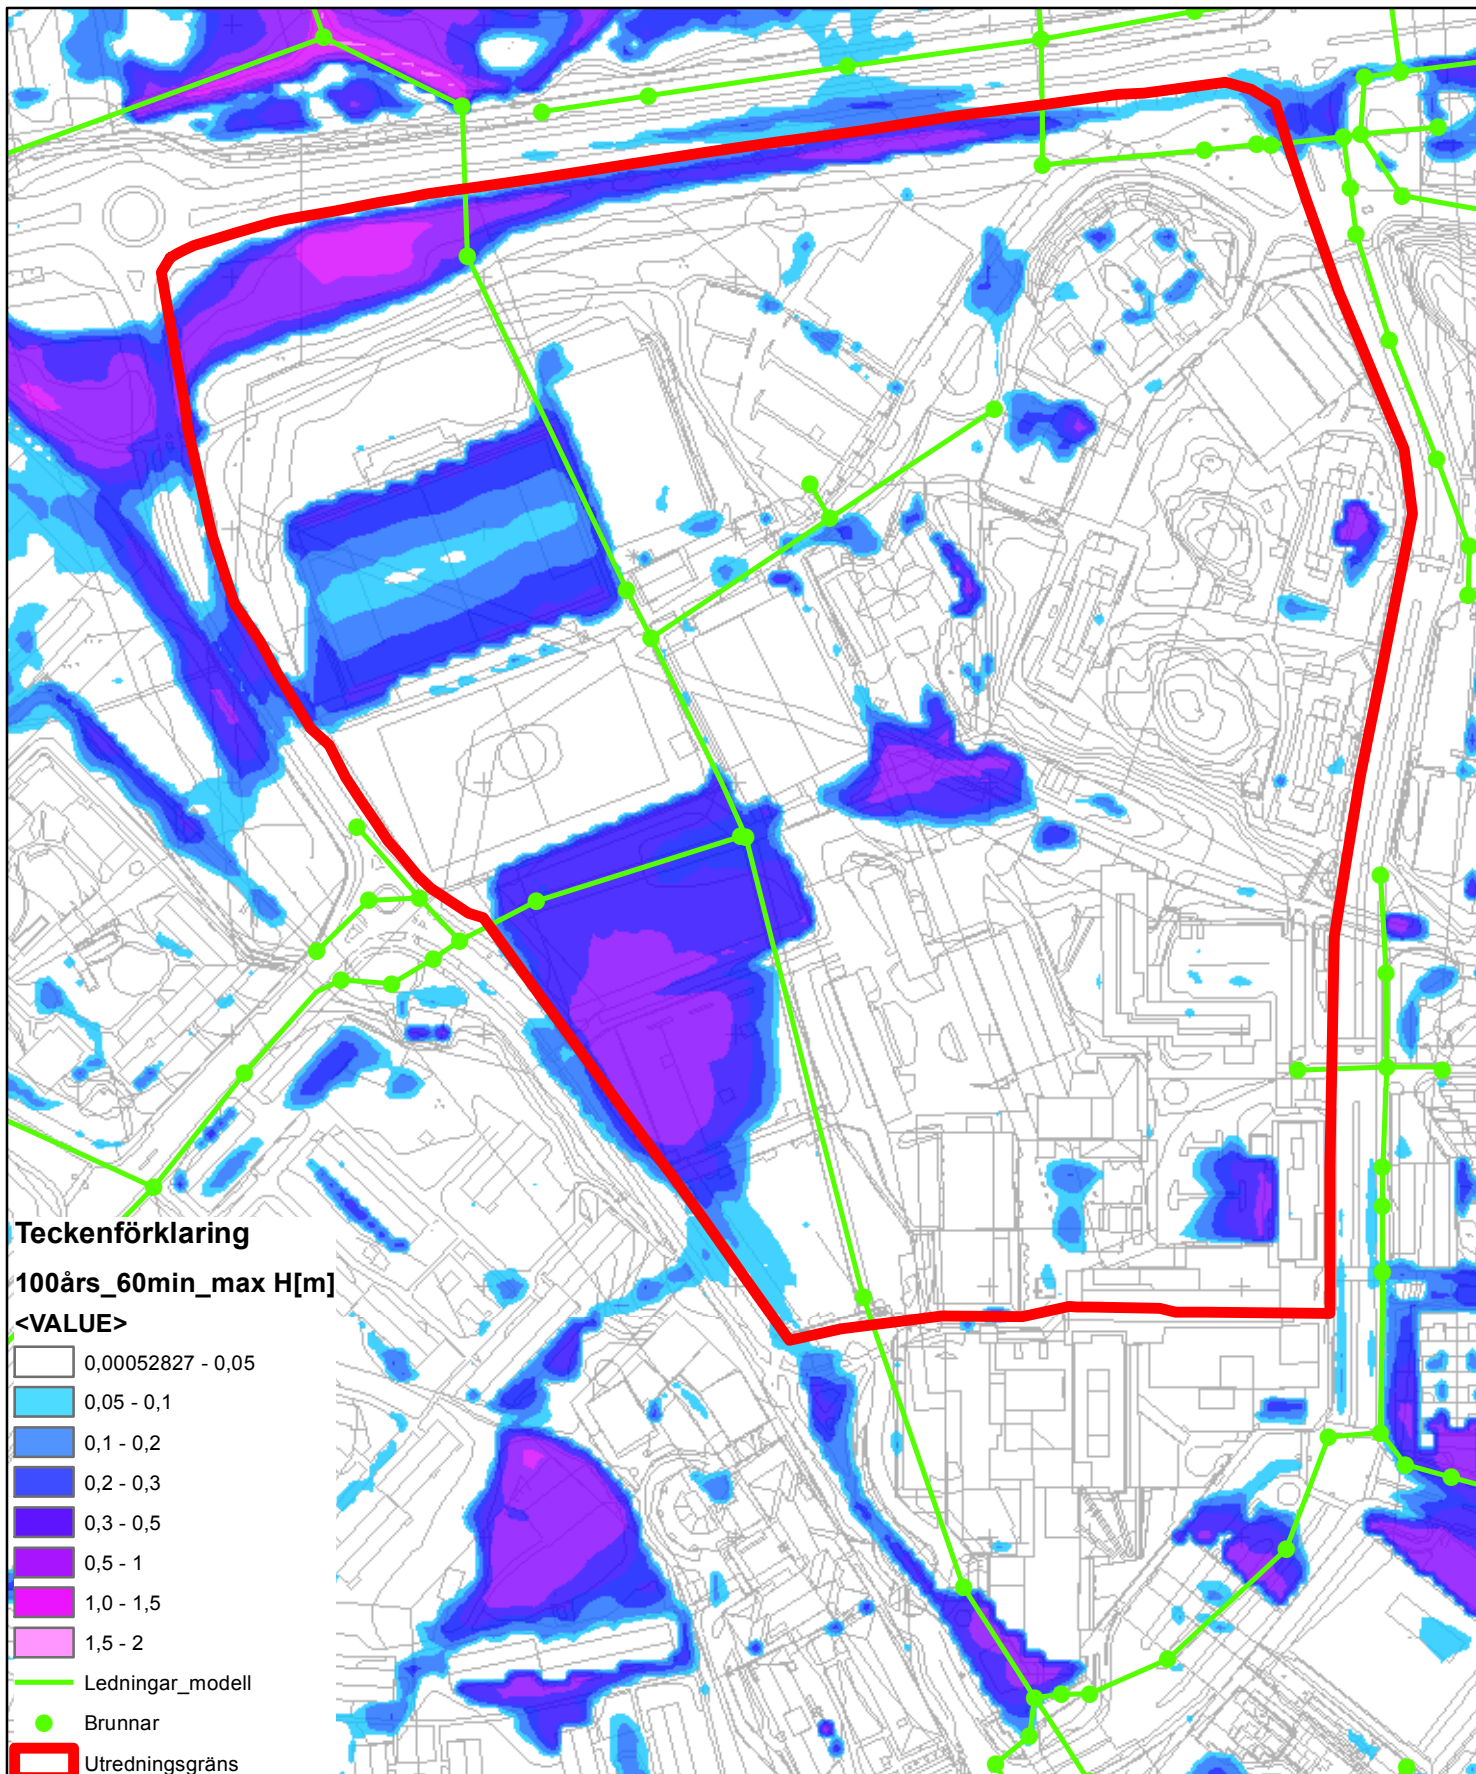 Teckenförklaring
100års_60min_max H[m]
<VALUE>
0,00052827 - 0,05
0,05 - 0,1
0,1 - 0,2
0,2 - 0,3
0,3 - 0,5
0,5 - 1
1,0 - 1,5
1,5 - 2
Ledningar_modell
Brunnar
Utredningsgräns